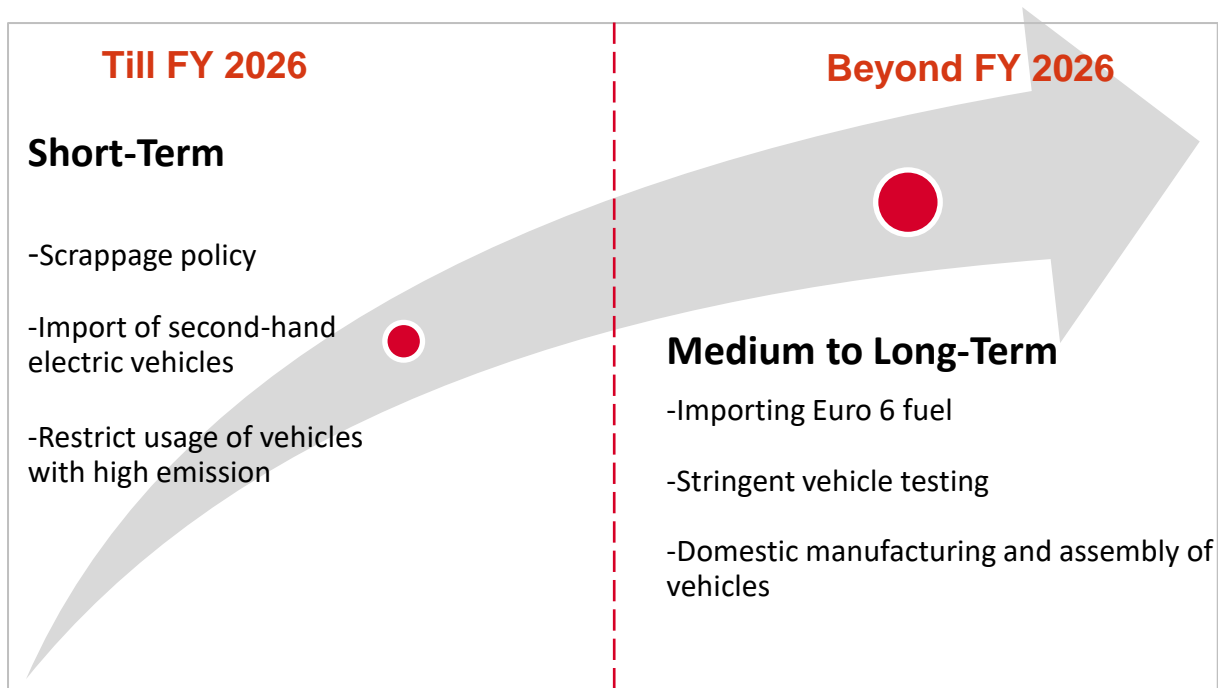 Till FY 2026
Short-Term
-Scrappage policy
-Import of second-hand
electric vehicles
-Restrict usage of vehicles
with high emission
Beyond FY 2026
Medium to Long-Term
-Importing Euro 6 fuel
-Stringent vehicle testing
-Domestic manufacturing and assembly of
vehicles